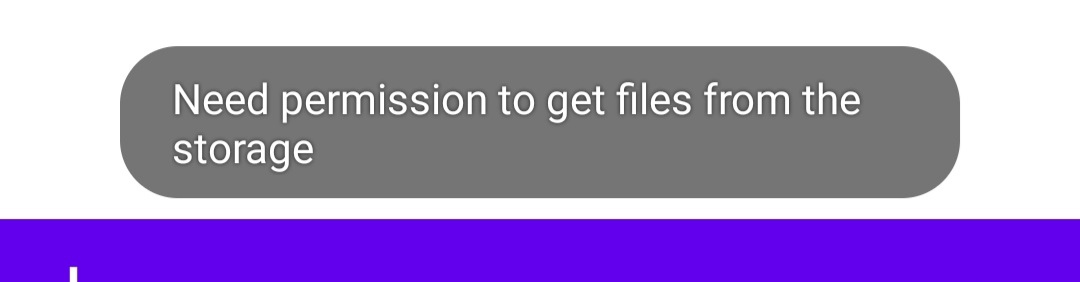 Need permission to get files from the
storage